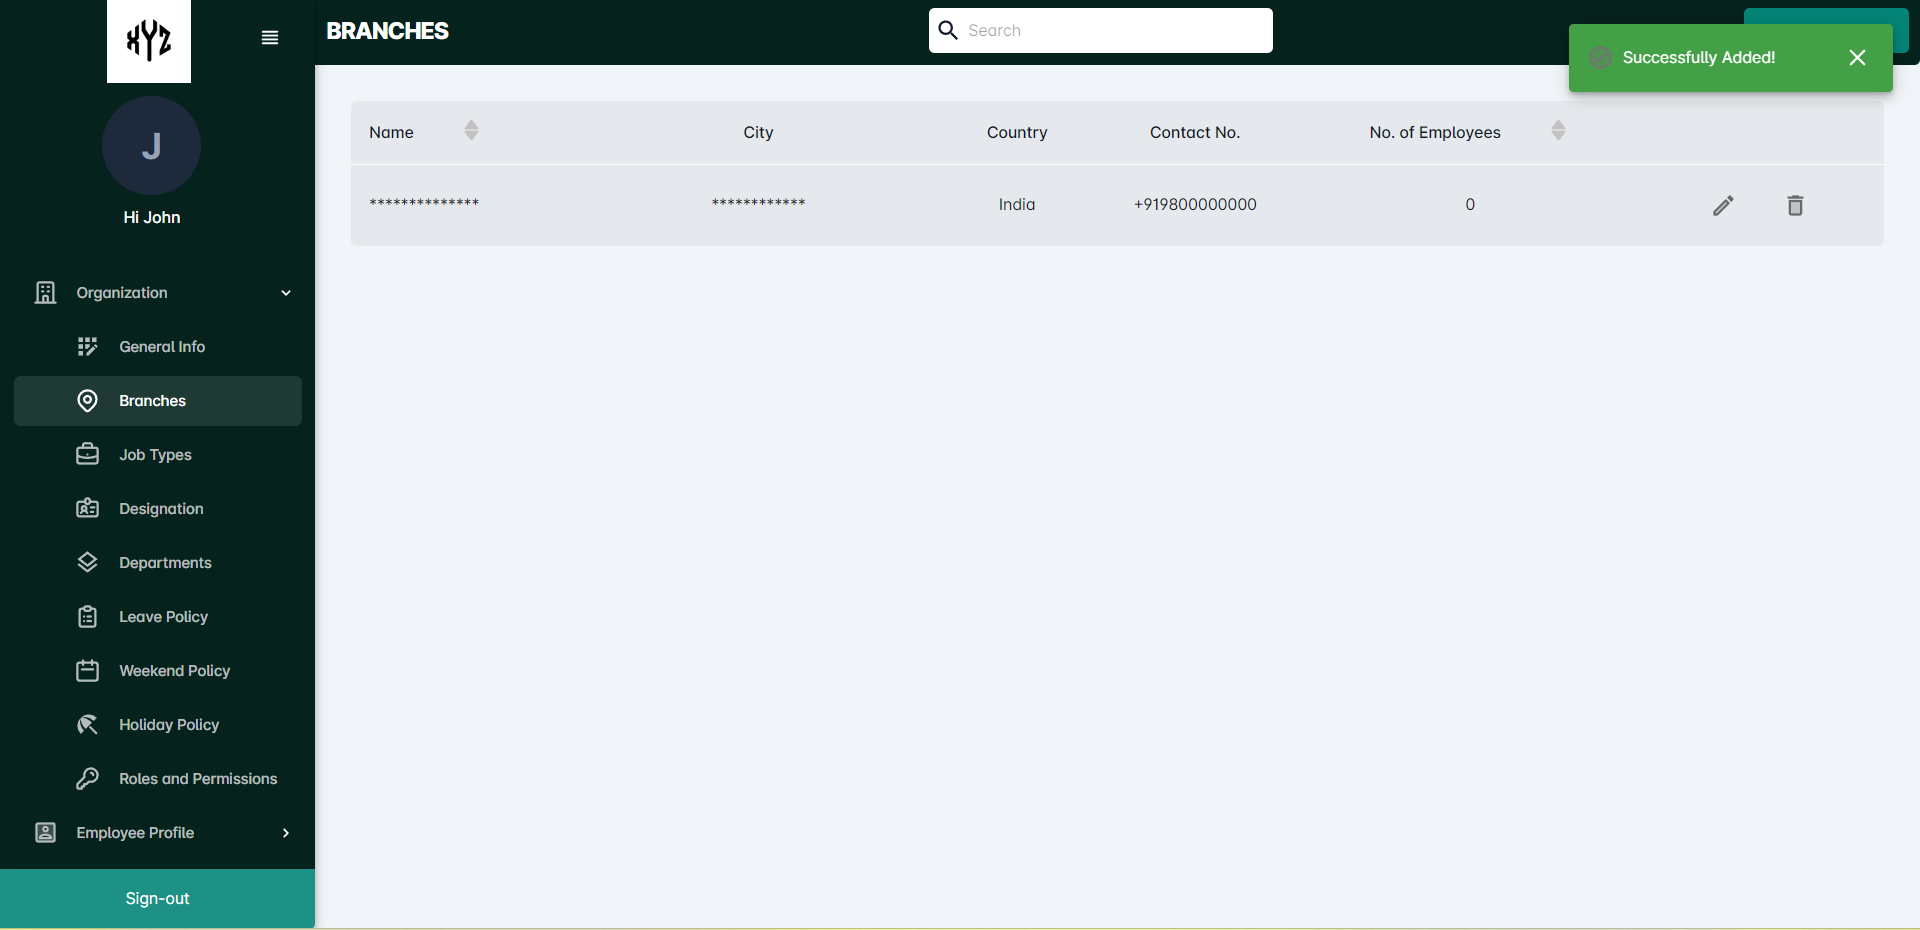 XYZ
BRANCHES
Search
Successfully Added!
J
Hi John
Organization
General Info
Branches
Job Types
Designation
Departments
Leave Policy
Weekend Policy
Holiday Policy
Roles and Permissions
Employee Profile
Sign-out
Name City Country Contact No. No. of Employees
************** ************ India +919800000000 0